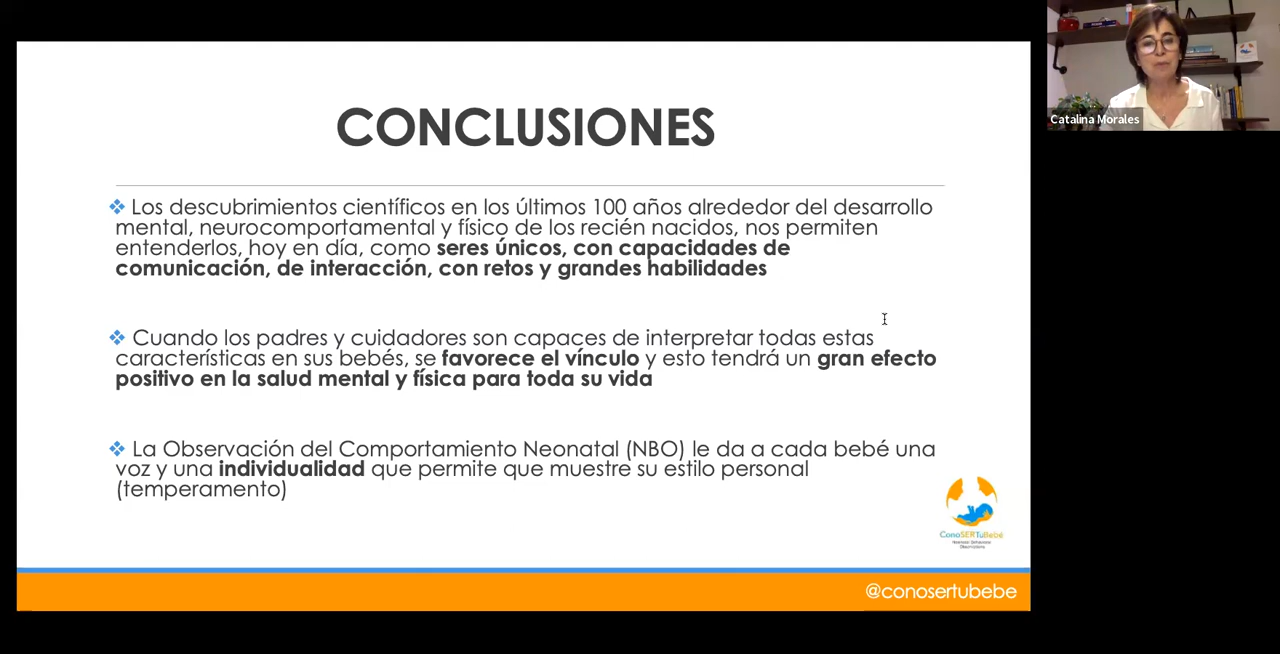 CONCLUSIONES
❖ Los descubrimientos científicos en los últimos 100 años alrededor del desarrollo
mental, neurocomportamental y físico de los recién nacidos, nos permiten
entenderlos, hoy en día, como seres únicos, con capacidades de
comunicación, de interacción, con retos y grandes habilidades
❖ Cuando los padres y cuidadores son capaces de interpretar todas estas
características en sus bebés, se favorece el vínculo y esto tendrá un gran efecto
positivo en la salud mental y física para toda su vida
❖ La Observación del Comportamiento Neonatal (NBO) le da a cada bebé una
voz y una individualidad que permite que muestre su estilo personal
(temperamento)
ConoSERTuBebé
Newborn Behavioral
Observations
@conosertubebe
Catalina Morales